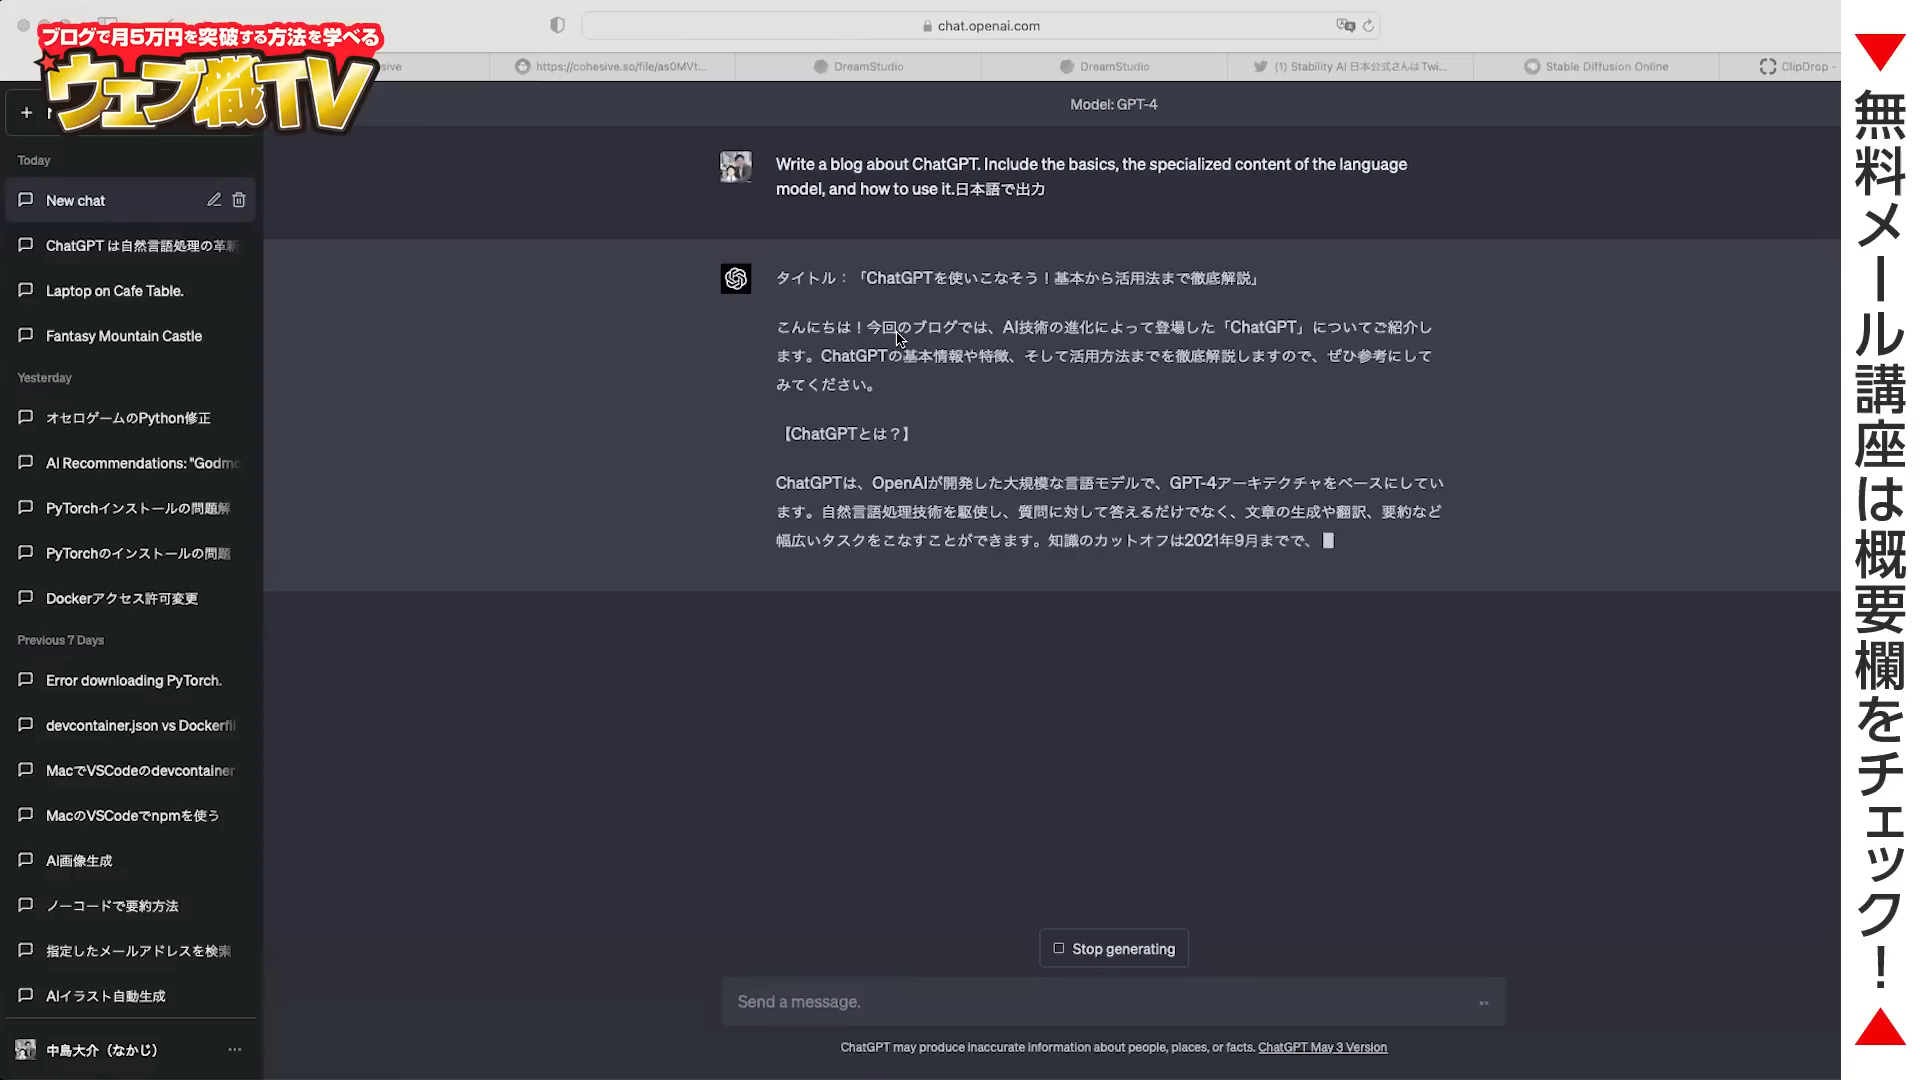 ブログで月5万円を突破する方法を学べる
ウェブ職TV
chat.openai.com
https://cohesive.so/file/as0MVt...
DreamStudio
DreamStudio
(1) Stability AI 日本公式さんはTwi...
Stable Diffusion Online
ClipDrop -
Model: GPT-4
Today
New chat
ChatGPT は自然言語処理の革新
Laptop on Cafe Table.
Fantasy Mountain Castle
Yesterday
オセロゲームのPython修正
AI Recommendations: "Godmo
PyTorchインストールの問題解
PyTorchのインストールの問題
Dockerアクセス許可変更
Previous 7 Days
Error downloading PyTorch.
devcontainer.json vs Dockerfil
MacでVSCodeのdevcontainer
MacのVSCodeでnpmを使う
AI画像生成
ノーコードで要約方法
指定したメールアドレスを検索
AIイラスト自動生成
中島大介（なかじ）
Write a blog about ChatGPT. Include the basics, the specialized content of the language
model, and how to use it.日本語で出力
タイトル：「ChatGPTを使いこなそう！基本から活用法まで徹底解説」
こんにちは！今回のブログでは、AI技術の進化によって登場した「ChatGPT」についてご紹介し
ます。ChatGPTの基本情報や特徴、そして活用方法までを徹底解説しますので、ぜひ参考にして
みてください。
【ChatGPTとは？】
ChatGPTは、OpenAIが開発した大規模な言語モデルで、GPT-4アーキテクチャをベースにしてい
ます。自然言語処理技術を駆使し、質問に対して答えるだけでなく、文章の生成や翻訳、要約など
幅広いタスクをこなすことができます。知識のカットオフは2021年9月までで、
Stop generating
Send a message.
ChatGPT may produce inaccurate information about people, places, or facts. ChatGPT May 3 Version
無料メール講座は概要欄をチェック！